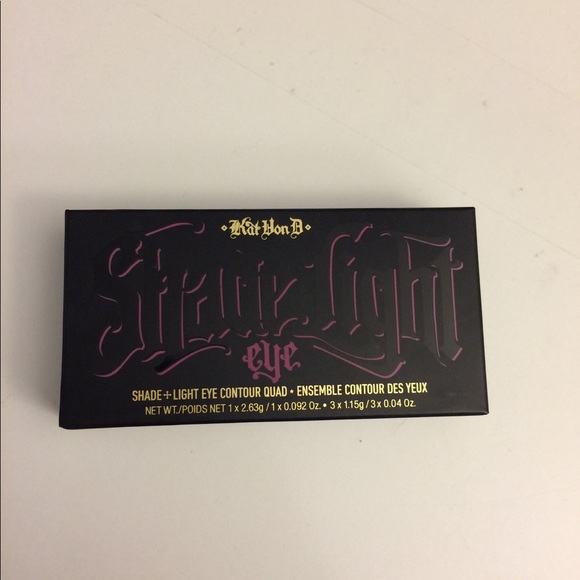 Kat Von D
Shade+Light
eye
SHADE+LIGHT EYE CONTOUR QUAD • ENSEMBLE CONTOUR DES YEUX
NET WT./POIDS NET 1 x 2.63g / 1 x 0.092 Oz. • 3 x 1.15g / 3 x 0.04 Oz.